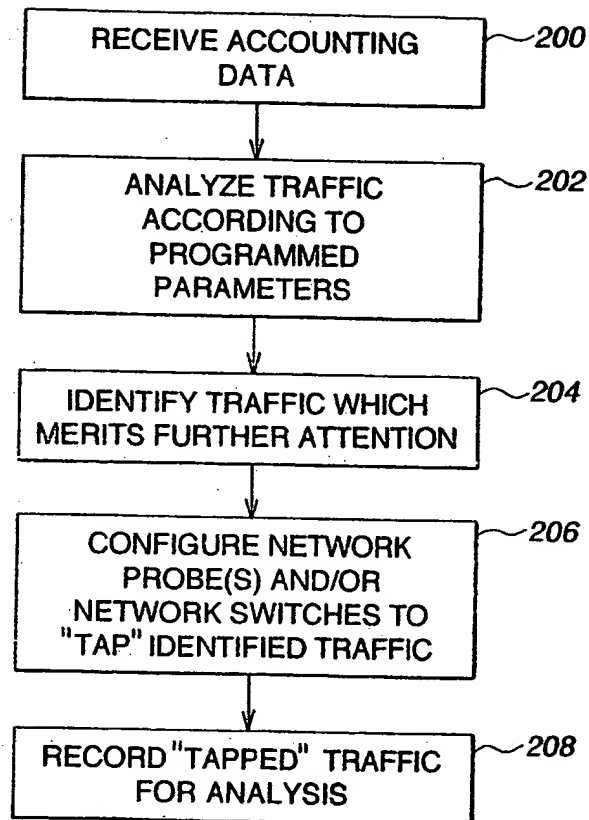 RECEIVE ACCOUNTING
DATA
200
ANALYZE TRAFFIC
ACCORDING TO
PROGRAMMED
PARAMETERS
202
IDENTIFY TRAFFIC WHICH
MERITS FURTHER ATTENTION
204
CONFIGURE NETWORK
PROBE(S) AND/OR
NETWORK SWITCHES TO
"TAP" IDENTIFIED TRAFFIC
206
RECORD "TAPPED" TRAFFIC
FOR ANALYSIS
208